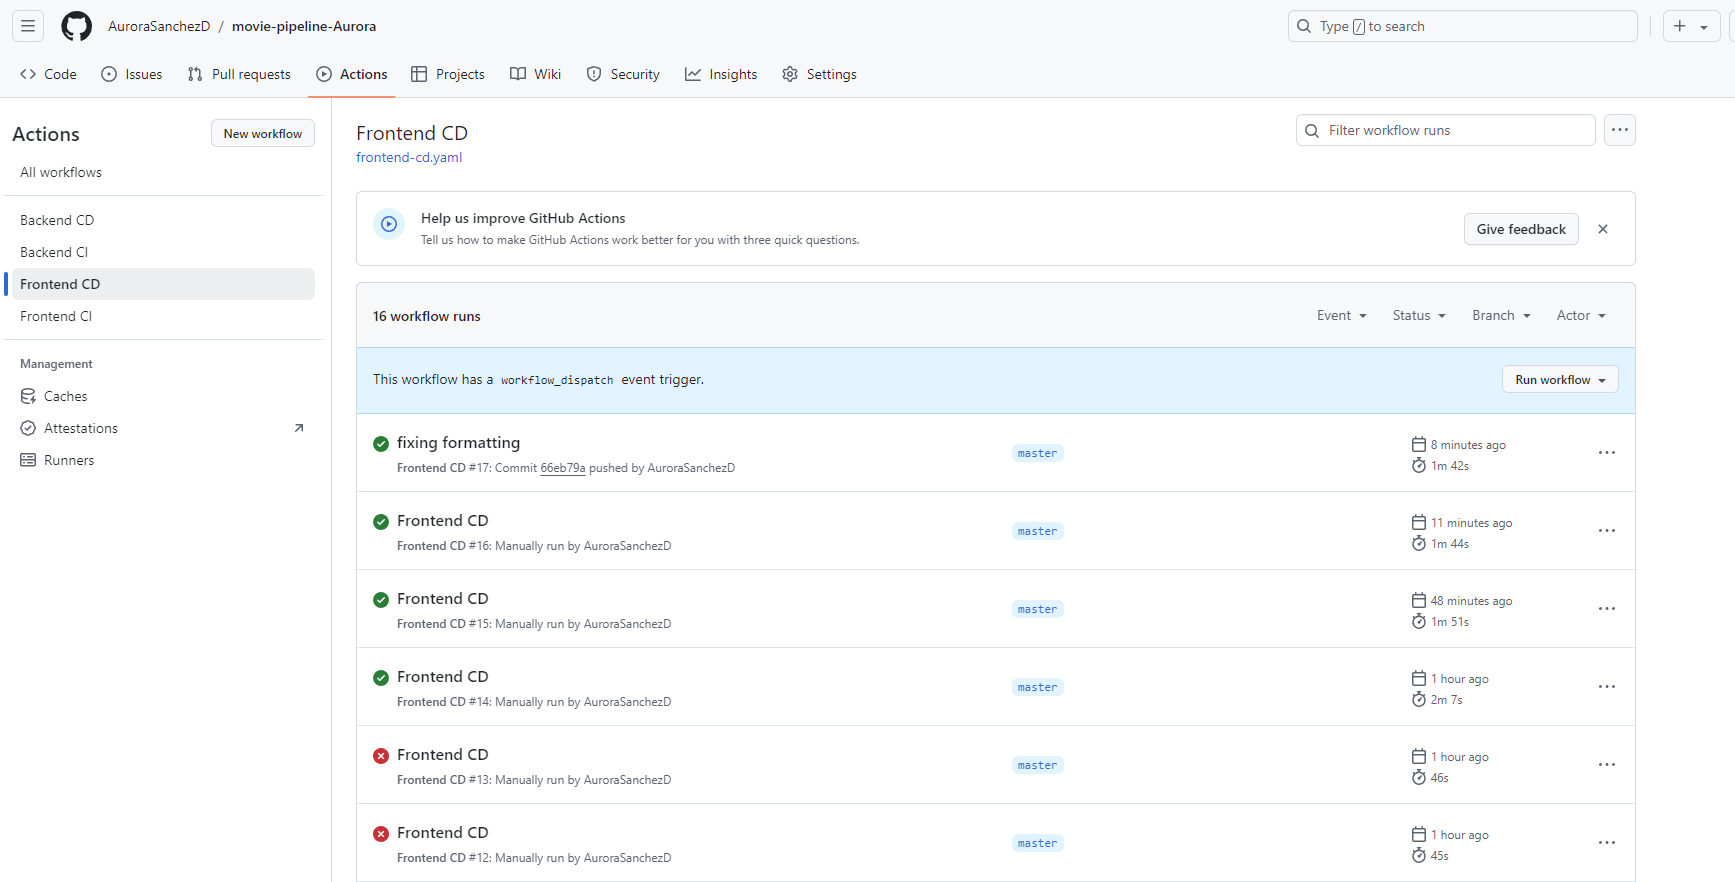 AuroraSanchezD / movie-pipeline-Aurora
Type / to search
Code Issues Pull requests Actions Projects Wiki Security Insights Settings
Actions
New workflow
All workflows
Backend CD
Backend CI
Frontend CD
Frontend CI
Management
Caches
Attestations
Runners
Frontend CD
frontend-cd.yaml
Filter workflow runs
Help us improve GitHub Actions
Tell us how to make GitHub Actions work better for you with three quick questions.
Give feedback
16 workflow runs
Event Status Branch Actor
This workflow has a workflow_dispatch event trigger.
Run workflow
fixing formatting
Frontend CD #17: Commit 66eb79a pushed by AuroraSanchezD
master
8 minutes ago
1m 42s
Frontend CD
Frontend CD #16: Manually run by AuroraSanchezD
master
11 minutes ago
1m 44s
Frontend CD
Frontend CD #15: Manually run by AuroraSanchezD
master
48 minutes ago
1m 51s
Frontend CD
Frontend CD #14: Manually run by AuroraSanchezD
master
1 hour ago
2m 7s
Frontend CD
Frontend CD #13: Manually run by AuroraSanchezD
master
1 hour ago
46s
Frontend CD
Frontend CD #12: Manually run by AuroraSanchezD
master
1 hour ago
45s